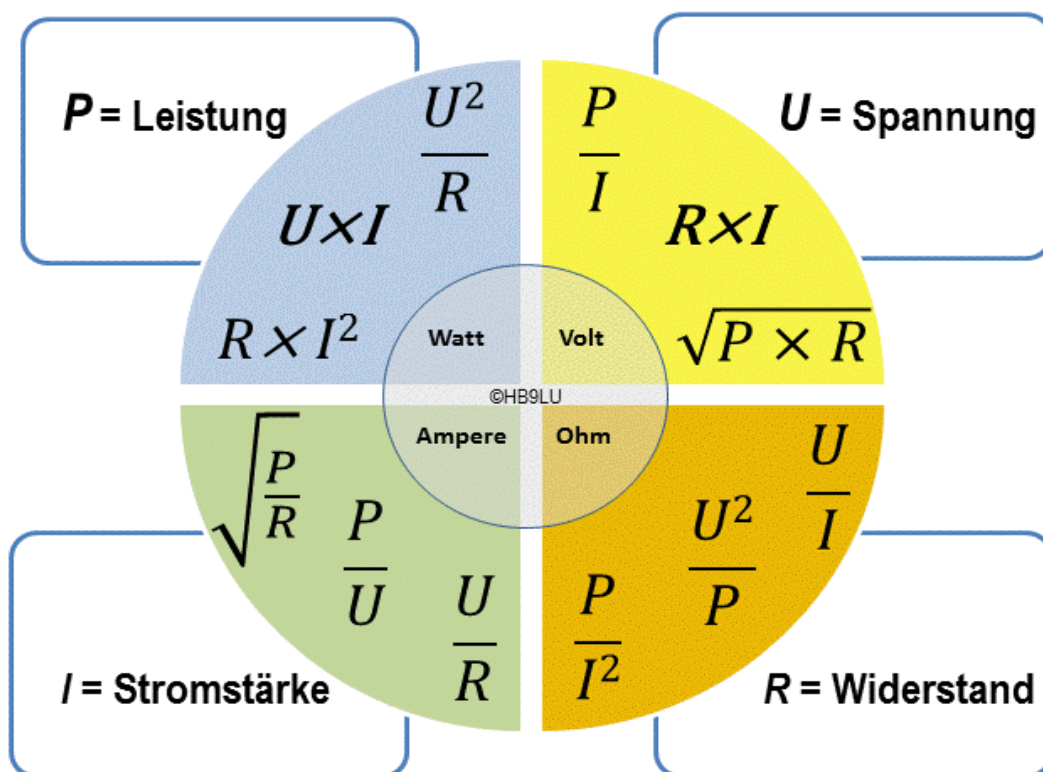 P = Leistung
U = Spannung
U²/R
U×I
R×I²
P/I
R×I
√(P × R)
Watt
Volt
©HB9LU
Ampere
Ohm
√(P/R)
P/U
U/R
U/I
U²/P
P/I²
I = Stromstärke
R = Widerstand